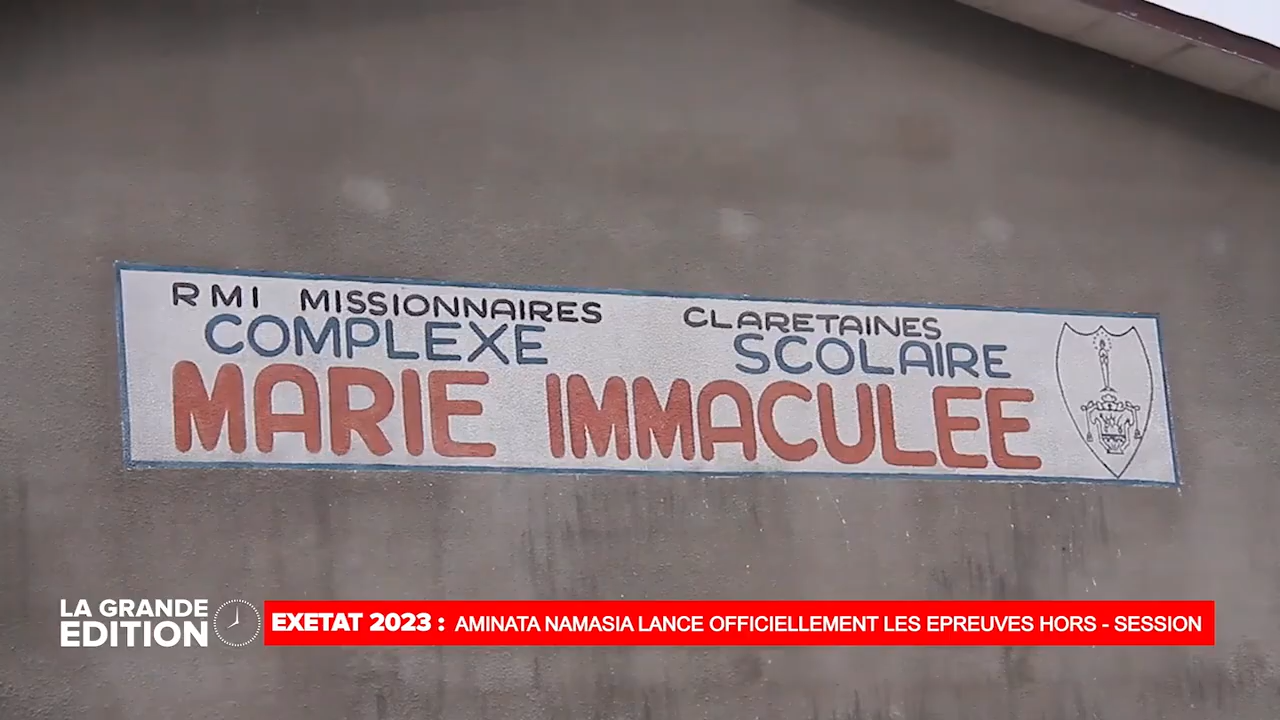 RMI MISSIONNAIRES CLARETAINES
COMPLEXE SCOLAIRE
MARIE IMMACULEE
LA GRANDE
EDITION
EXETAT 2023 : AMINATA NAMASIA LANCE OFFICIELLEMENT LES EPREUVES HORS - SESSION